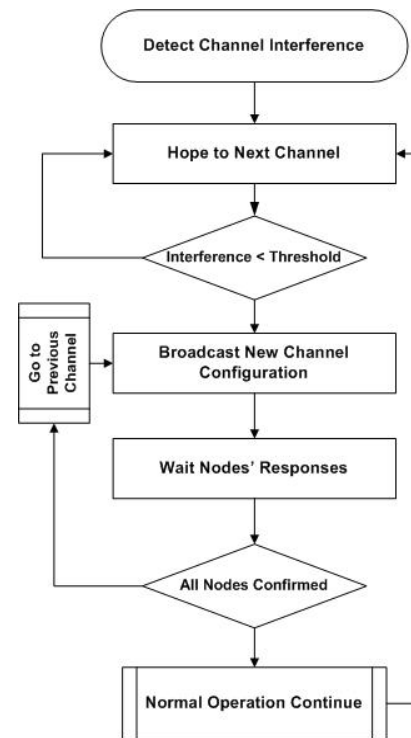 Detect Channel Interference
Hope to Next Channel
Interference < Threshold
Go to
Previous
Channel
Broadcast New Channel
Configuration
Wait Nodes' Responses
All Nodes Confirmed
Normal Operation Continue